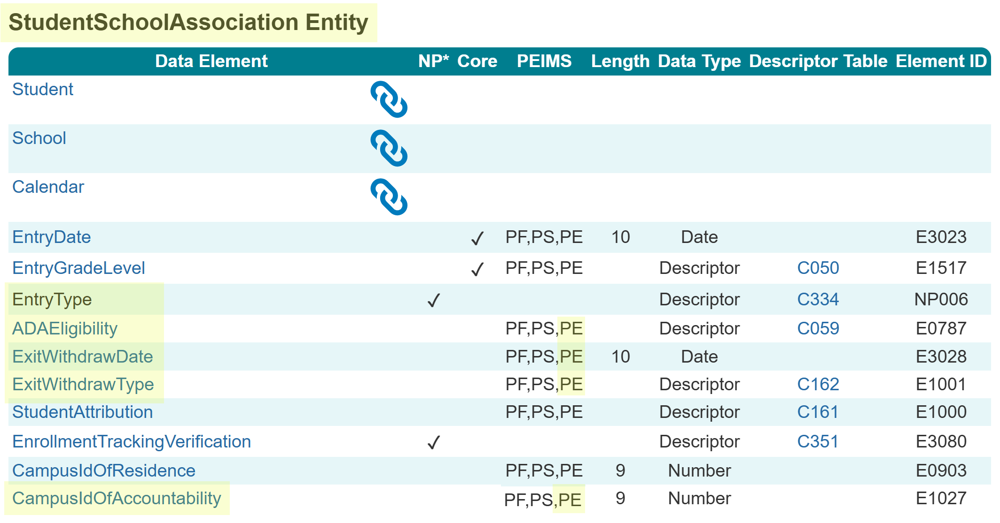 StudentSchoolAssociation Entity
Data Element NP* Core PEIMS Length Data Type Descriptor Table Element ID
Student
School
Calendar
EntryDate ✓ PF,PS,PE 10 Date E3023
EntryGradeLevel ✓ PF,PS,PE Descriptor C050 E1517
EntryType ✓ Descriptor C334 NP006
ADAEligibility PF,PS,PE Descriptor C059 E0787
ExitWithdrawDate PF,PS,PE 10 Date E3028
ExitWithdrawType PF,PS,PE Descriptor C162 E1001
StudentAttribution PF,PS,PE Descriptor C161 E1000
EnrollmentTrackingVerification ✓ Descriptor C351 E3080
CampusIdOfResidence PF,PS,PE 9 Number E0903
CampusIdOfAccountability PF,PS,PE 9 Number E1027